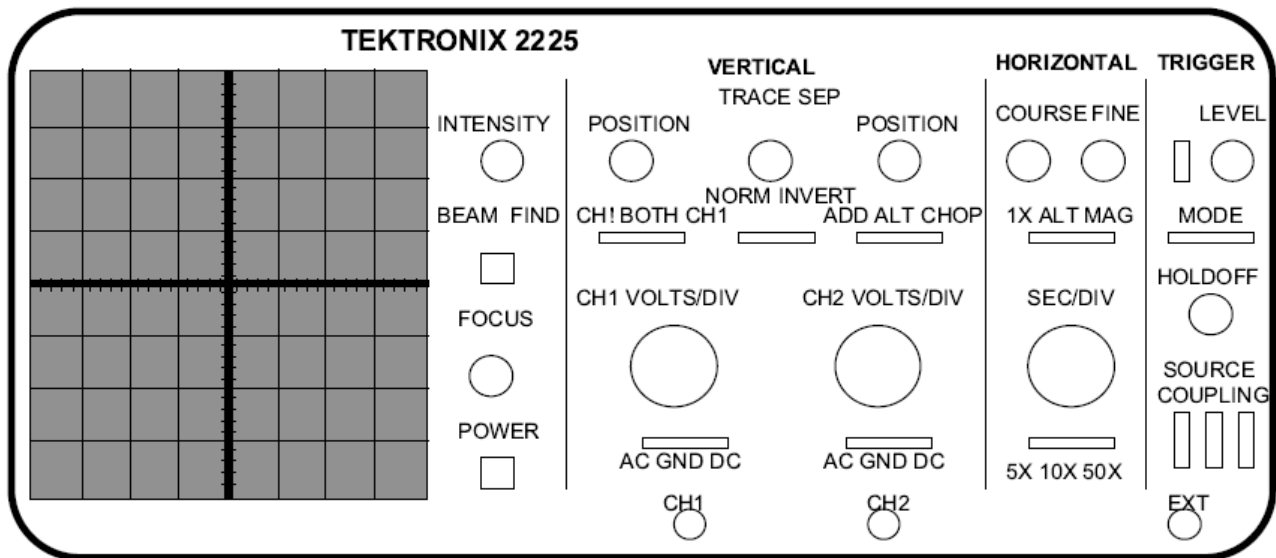 TEKTRONIX 2225
INTENSITY
BEAM FIND
FOCUS
POWER
VERTICAL
TRACE SEP
POSITION
POSITION
NORM INVERT
CH! BOTH CH1
ADD ALT CHOP
CH1 VOLTS/DIV
CH2 VOLTS/DIV
AC GND DC
AC GND DC
CH1
CH2
HORIZONTAL
COURSE FINE
1X ALT MAG
SEC/DIV
5X 10X 50X
TRIGGER
LEVEL
MODE
HOLDOFF
SOURCE
COUPLING
EXT